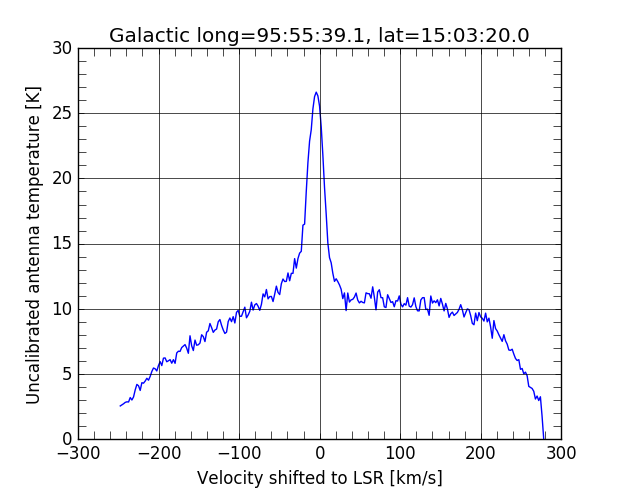 Galactic long=95:55:39.1, lat=15:03:20.0
Uncalibrated antenna temperature [K]
30
25
20
15
10
5
0
−300 −200 −100 0 100 200 300
Velocity shifted to LSR [km/s]